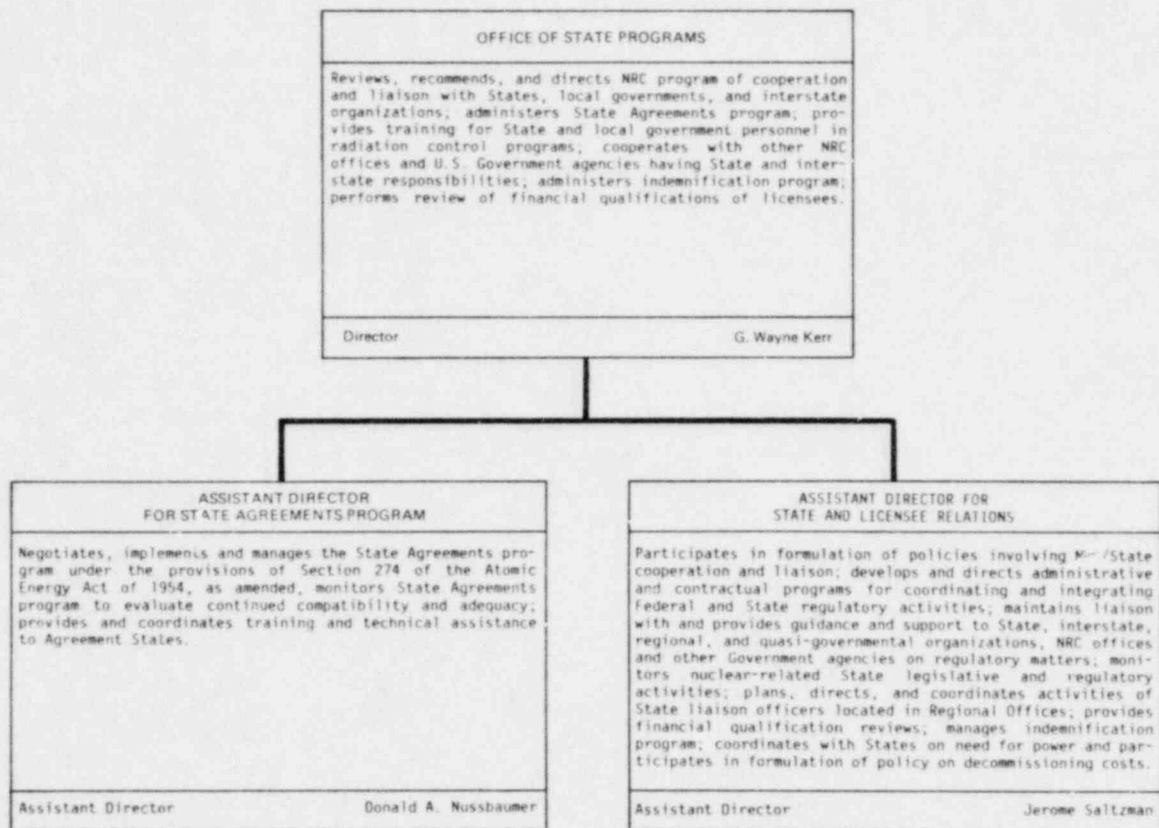 OFFICE OF STATE PROGRAMS
Reviews, recommends, and directs NRC program of cooperation
and liaison with States, local governments, and interstate
organizations; administers State Agreements program; pro-
vides training for State and local government personnel in
radiation control programs; cooperates with other NRC
offices and U.S. Government agencies having State and inter-
state responsibilities; administers indemnification program;
performs review of financial qualifications of licensees.
Director G. Wayne Kerr
ASSISTANT DIRECTOR
FOR STATE AGREEMENTS PROGRAM
Negotiates, implements and manages the State Agreements pro-
gram under the provisions of Section 274 of the Atomic
Energy Act of 1954, as amended, monitors State Agreements
program to evaluate continued compatibility and adequacy;
provides and coordinates training and technical assistance
to Agreement States.
Assistant Director Donald A. Nussbaumer
ASSISTANT DIRECTOR FOR
STATE AND LICENSEE RELATIONS
Participates in formulation of policies involving /State
cooperation and liaison; develops and directs administrative
and contractual programs for coordinating and integrating
Federal and State regulatory activities; maintains liaison
with and provides guidance and support to State, interstate,
regional, and quasi-governmental organizations, NRC offices
and other Government agencies on regulatory matters; moni-
tors nuclear-related State legislative and regulatory
activities; plans, directs, and coordinates activities of
State liaison officers located in Regional Offices; provides
financial qualification reviews; manages indemnification
program; coordinates with States on need for power and par-
ticipates in formulation of policy on decommissioning costs.
Assistant Director Jerome Saltzman